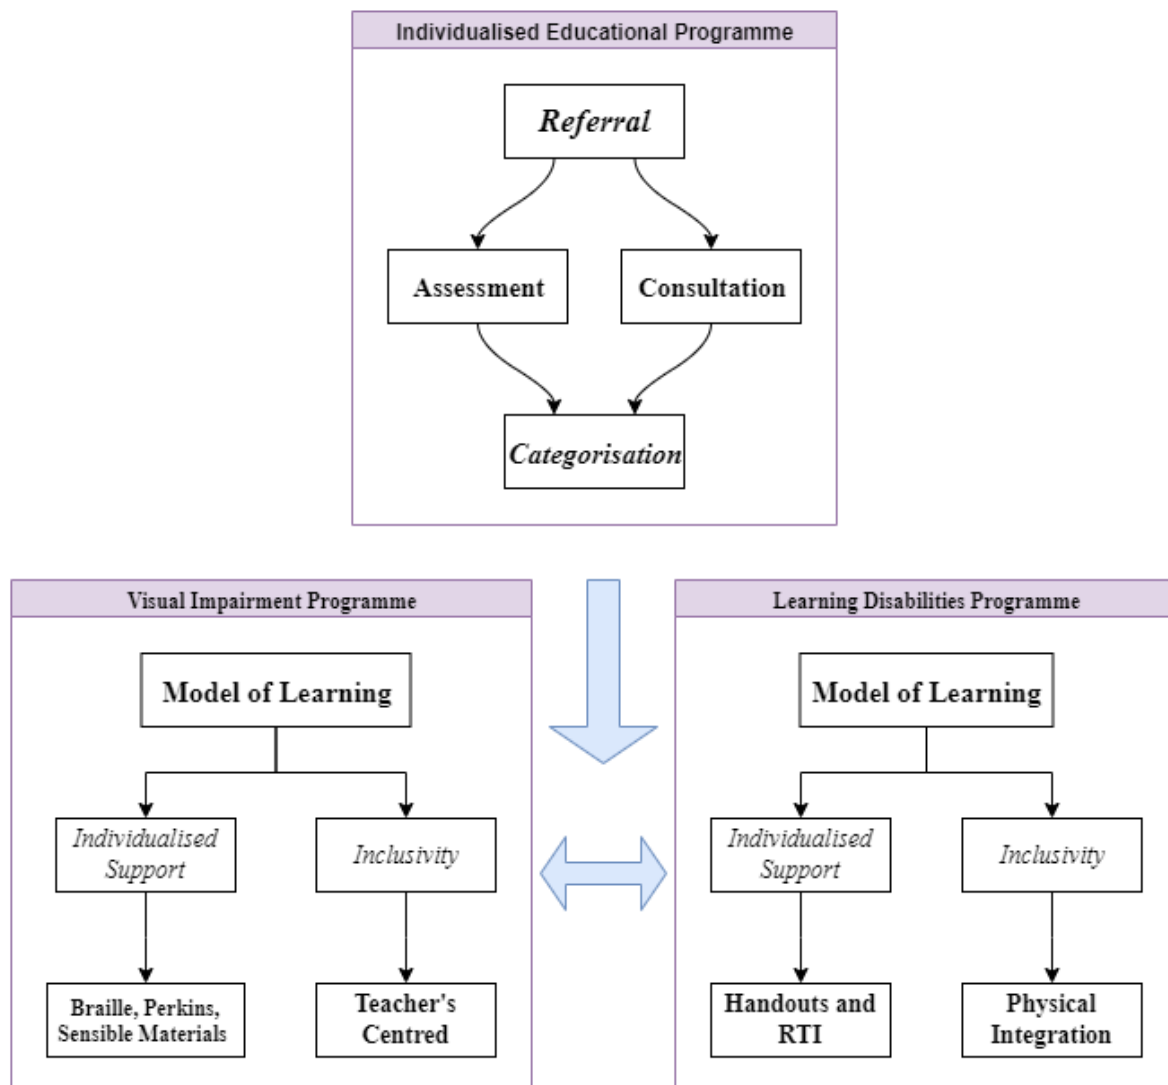 Individualised Educational Programme
Referral
Assessment
Consultation
Categorisation
Visual Impairment Programme
Model of Learning
Individualised
Support
Inclusivity
Braille, Perkins,
Sensible Materials
Teacher's
Centred
Learning Disabilities Programme
Model of Learning
Individualised
Support
Inclusivity
Handouts and
RTI
Physical
Integration